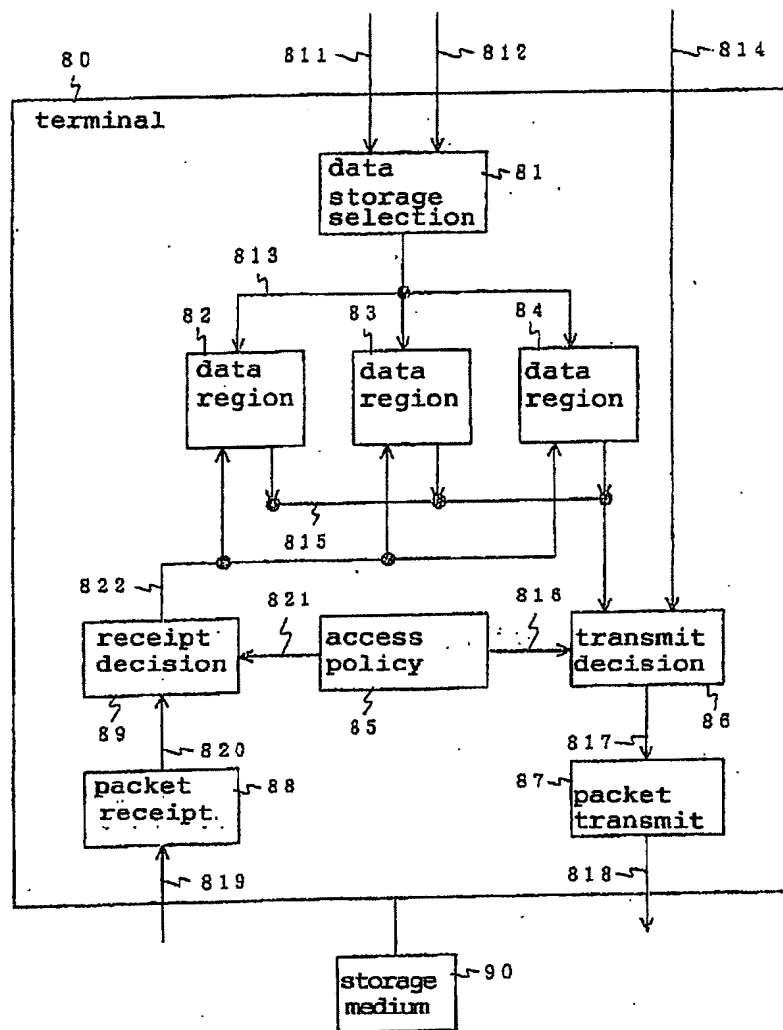 80
811
812
814
terminal
data
storage
selection
81
813
82
83
84
data
region
data
region
data
region
815
822
821
816
receipt
decision
access
policy
transmit
decision
89
85
86
820
817
packet
receipt
88
87
packet
transmit
819
818
storage
medium
90